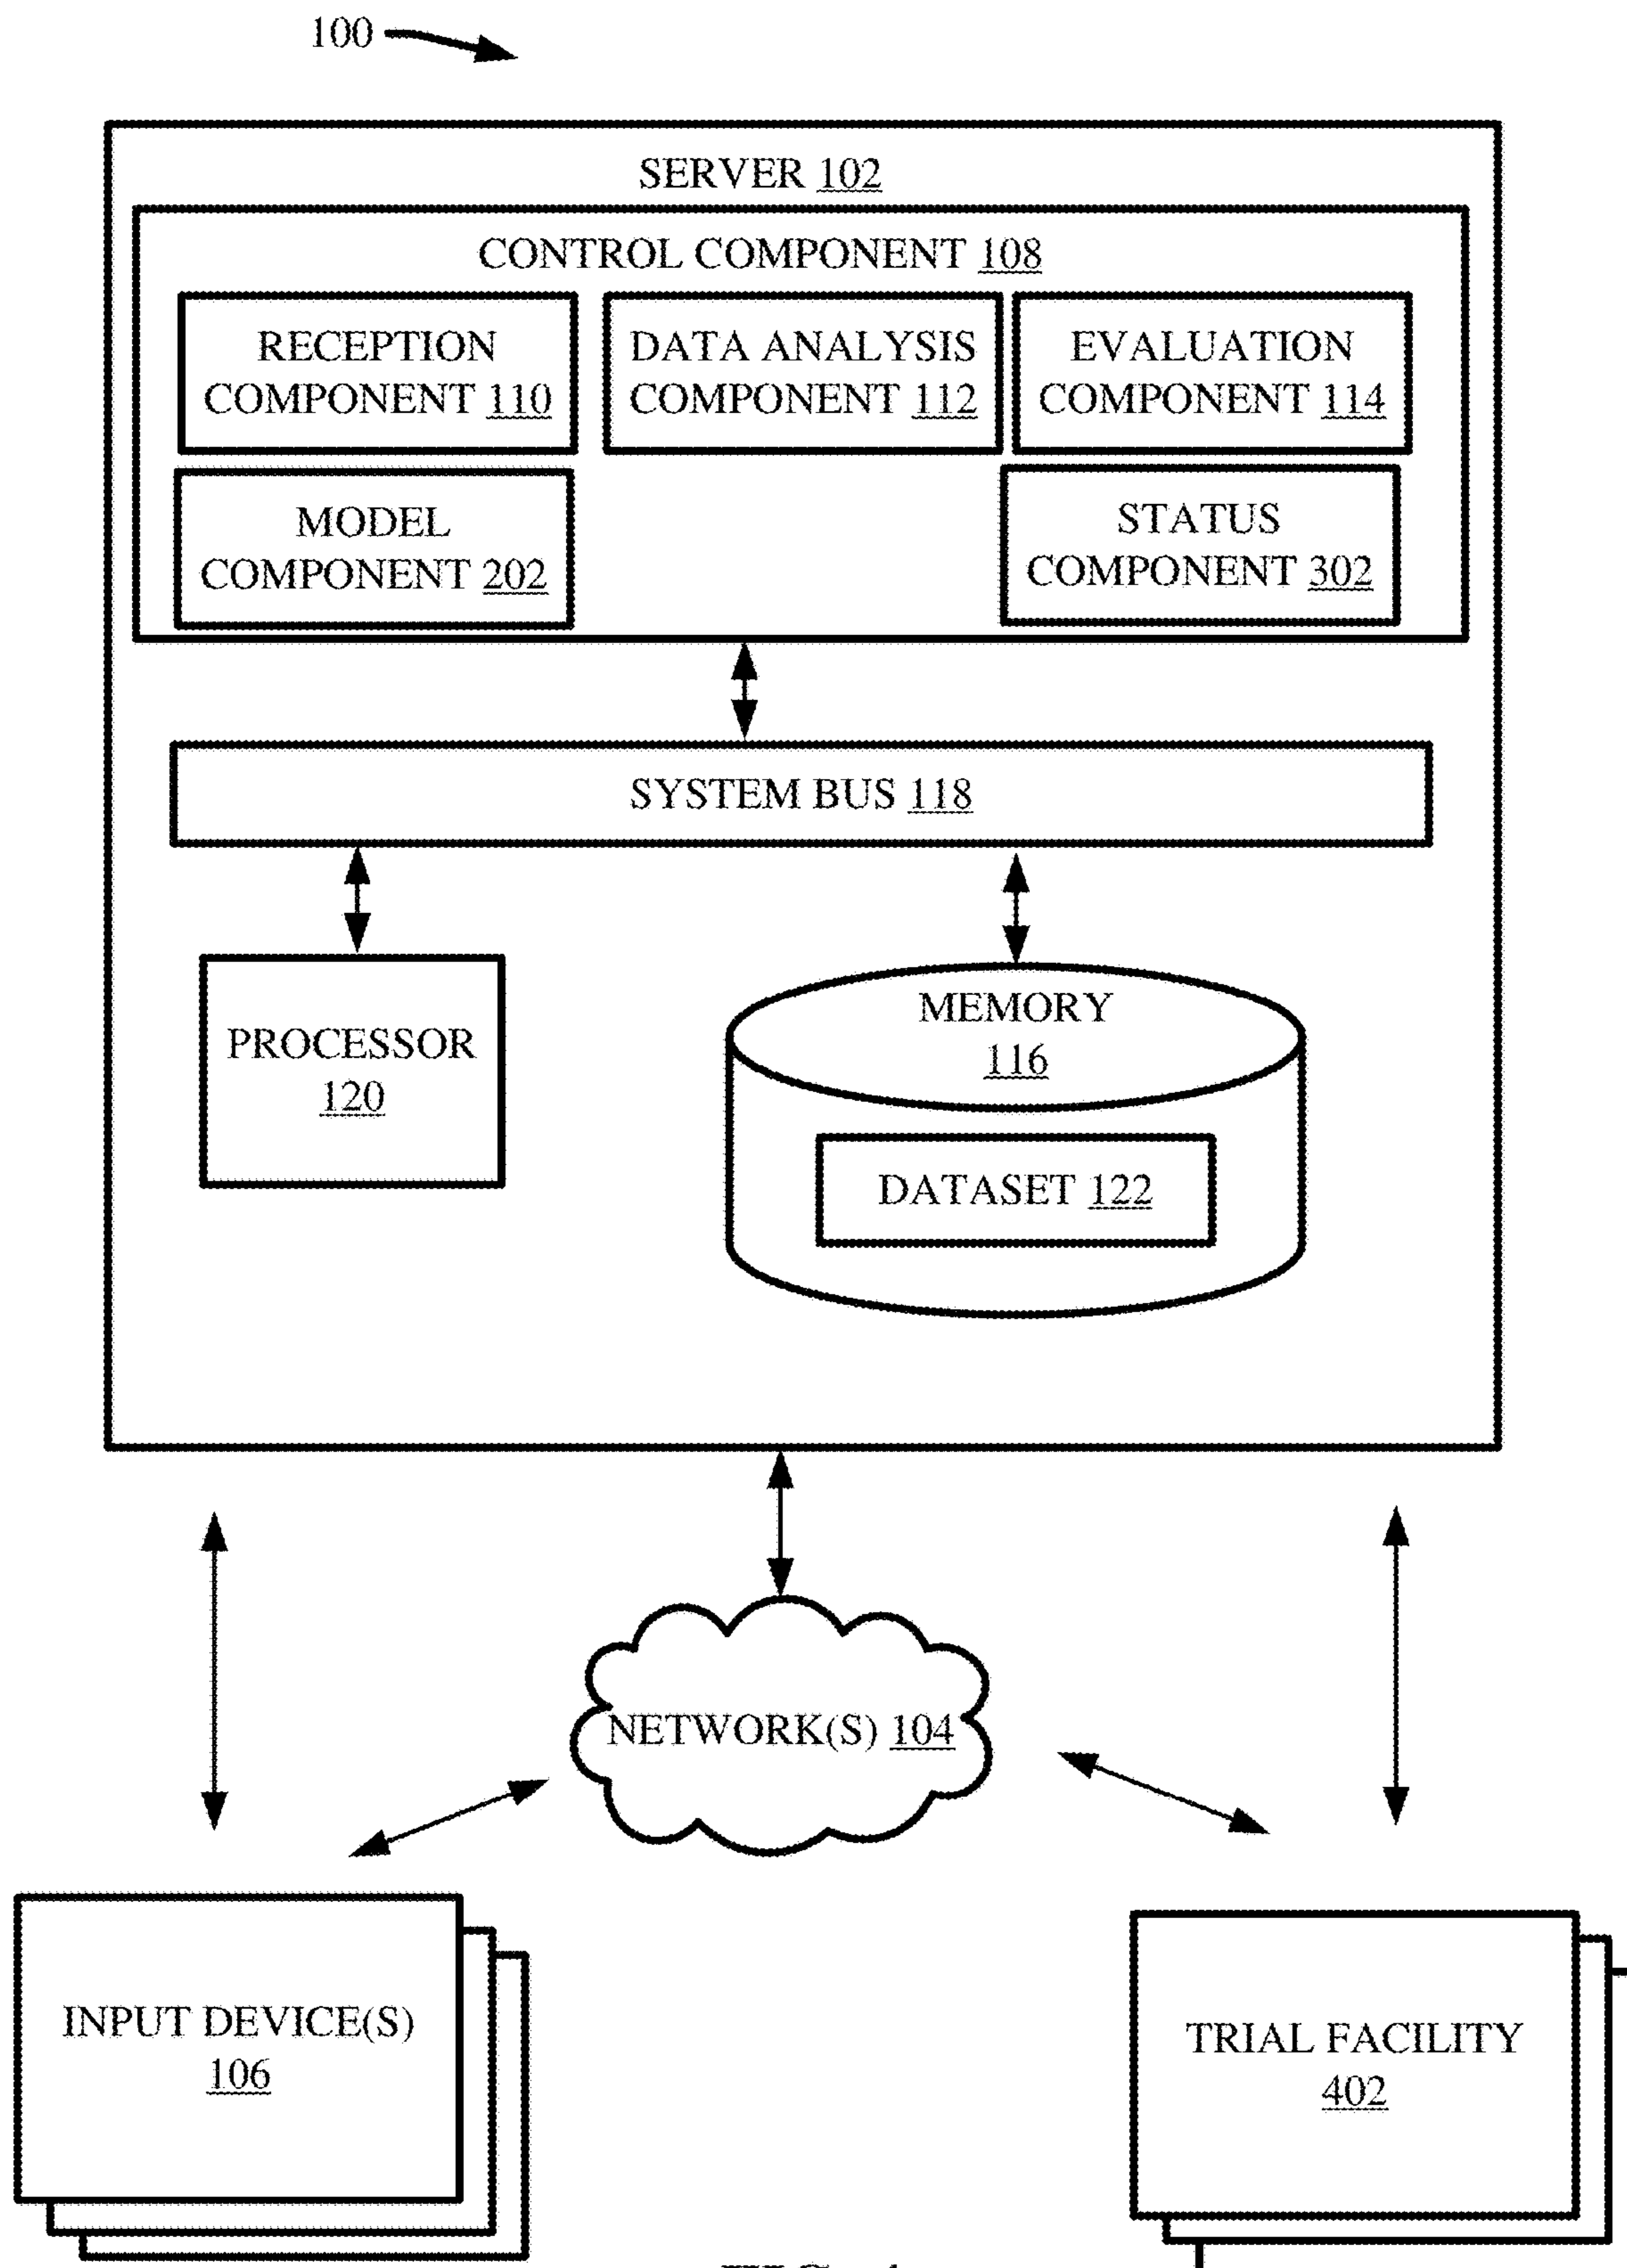 100
SERVER 102
CONTROL COMPONENT 108
RECEPTION
COMPONENT 110
DATA ANALYSIS
COMPONENT 112
EVALUATION
COMPONENT 114
MODEL
COMPONENT 202
STATUS
COMPONENT 302
SYSTEM BUS 118
PROCESSOR
120
MEMORY
116
DATASET 122
NETWORK(S) 104
INPUT DEVICE(S)
106
TRIAL FACILITY
402